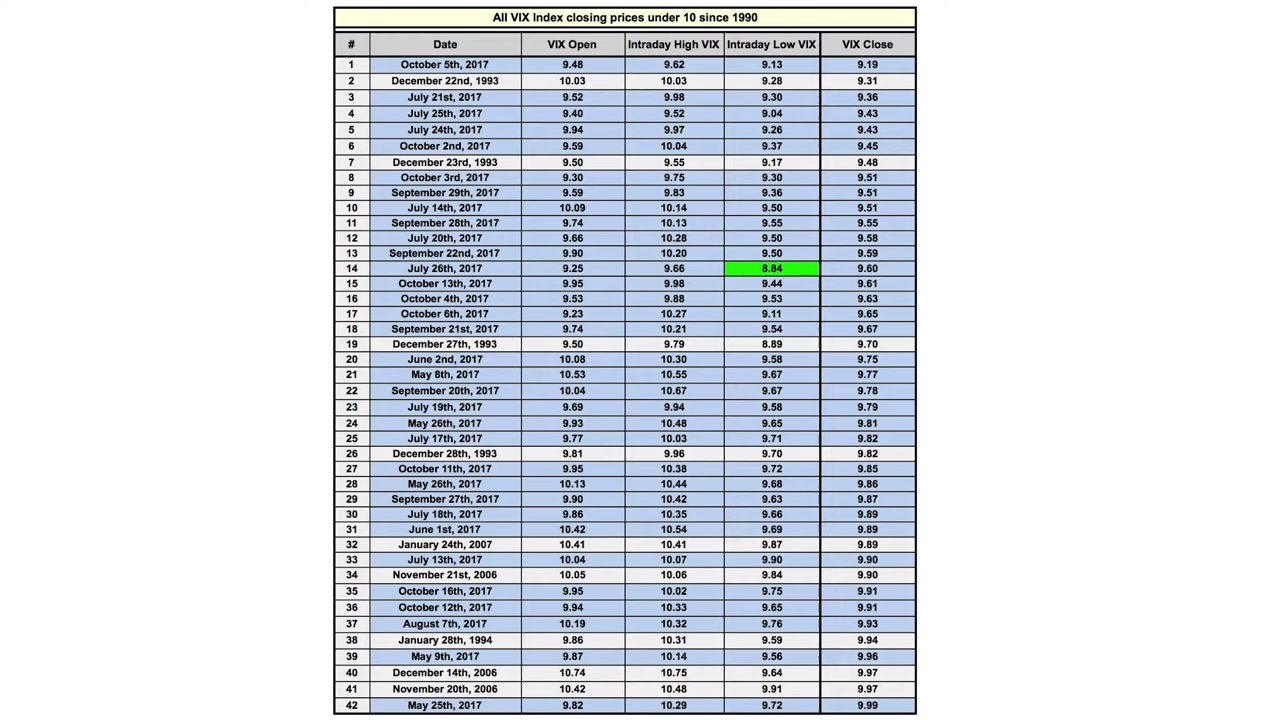 All VIX Index closing prices under 10 since 1990
# Date VIX Open Intraday High VIX Intraday Low VIX VIX Close
1 October 5th, 2017 9.48 9.62 9.13 9.19
2 December 22nd, 1993 10.03 10.03 9.28 9.31
3 July 21st, 2017 9.52 9.98 9.30 9.36
4 July 25th, 2017 9.40 9.52 9.04 9.43
5 July 24th, 2017 9.94 9.97 9.26 9.43
6 October 2nd, 2017 9.59 10.04 9.37 9.45
7 December 23rd, 1993 9.50 9.55 9.17 9.48
8 October 3rd, 2017 9.30 9.75 9.30 9.51
9 September 29th, 2017 9.59 9.83 9.36 9.51
10 July 14th, 2017 10.09 10.14 9.50 9.51
11 September 28th, 2017 9.74 10.13 9.55 9.55
12 July 20th, 2017 9.66 10.28 9.50 9.58
13 September 22nd, 2017 9.90 10.20 9.50 9.59
14 July 26th, 2017 9.25 9.66 8.84 9.60
15 October 13th, 2017 9.95 9.98 9.44 9.61
16 October 4th, 2017 9.53 9.88 9.53 9.63
17 October 6th, 2017 9.23 10.27 9.11 9.65
18 September 21st, 2017 9.74 10.21 9.54 9.67
19 December 27th, 1993 9.50 9.79 8.89 9.70
20 June 2nd, 2017 10.08 10.30 9.58 9.75
21 May 8th, 2017 10.53 10.55 9.67 9.77
22 September 20th, 2017 10.04 10.67 9.67 9.78
23 July 19th, 2017 9.69 9.94 9.58 9.79
24 May 26th, 2017 9.93 10.48 9.65 9.81
25 July 17th, 2017 9.77 10.03 9.71 9.82
26 December 28th, 1993 9.81 9.96 9.70 9.82
27 October 11th, 2017 9.95 10.38 9.72 9.85
28 May 26th, 2017 10.13 10.44 9.68 9.86
29 September 27th, 2017 9.90 10.42 9.63 9.87
30 July 18th, 2017 9.86 10.35 9.66 9.89
31 June 1st, 2017 10.42 10.54 9.69 9.89
32 January 24th, 2007 10.41 10.41 9.87 9.89
33 July 13th, 2017 10.04 10.07 9.90 9.90
34 November 21st, 2006 10.05 10.06 9.84 9.90
35 October 16th, 2017 9.95 10.02 9.75 9.91
36 October 12th, 2017 9.94 10.33 9.65 9.91
37 August 7th, 2017 10.19 10.32 9.76 9.93
38 January 28th, 1994 9.86 10.31 9.59 9.94
39 May 9th, 2017 9.87 10.14 9.56 9.96
40 December 14th, 2006 10.74 10.75 9.64 9.97
41 November 20th, 2006 10.42 10.48 9.91 9.97
42 May 25th, 2017 9.82 10.29 9.72 9.99